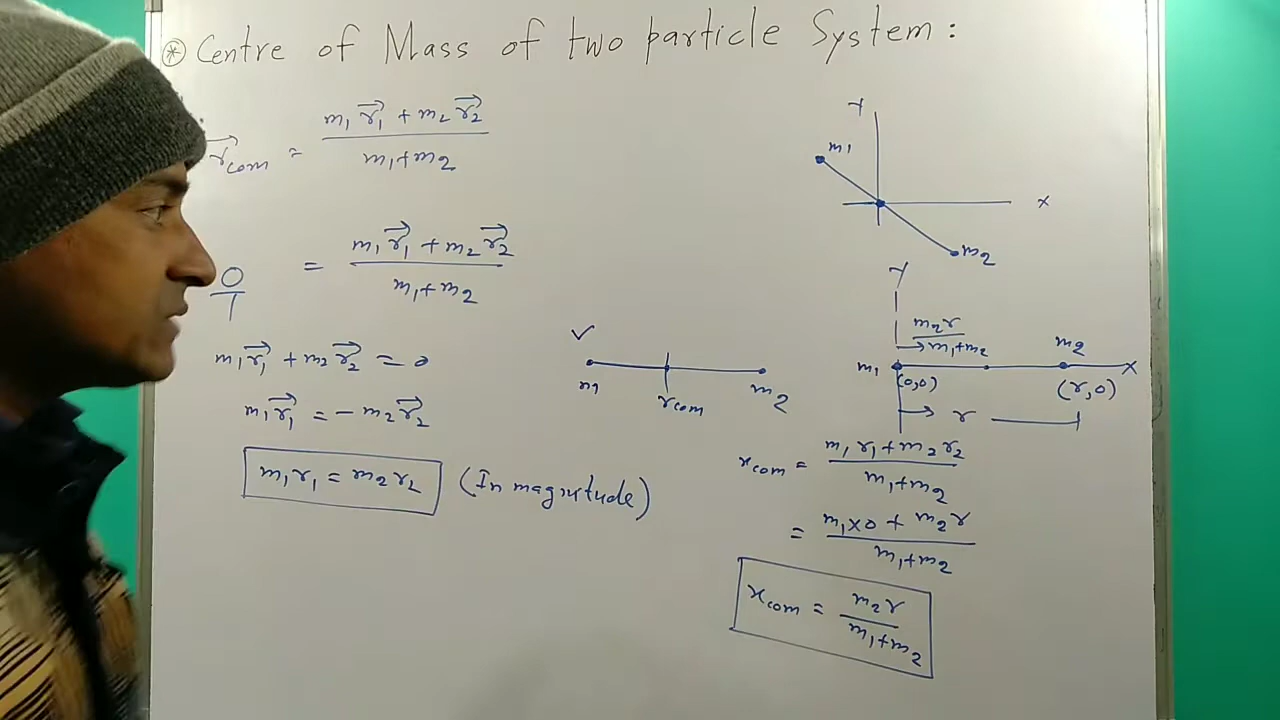 ⊛ Centre of Mass of two particle System :
r⃗com = (m₁r⃗₁ + m₂r⃗₂)/(m₁+m₂)
0/1 = (m₁r⃗₁ + m₂r⃗₂)/(m₁+m₂)
m₁r⃗₁ + m₂r⃗₂ = 0
m₁r⃗₁ = - m₂r⃗₂
m₁r₁ = m₂r₂ (In magnitude)
✓
m₁ rcom m₂
Y
m₁
X
m₂
Y
m₂r/(m₁+m₂)
m₁ m₂ X
(0,0) (r,0)
r
xcom = (m₁r₁+m₂r₂)/(m₁+m₂)
= (m₁×0 + m₂r)/(m₁+m₂)
xcom = m₂r/(m₁+m₂)